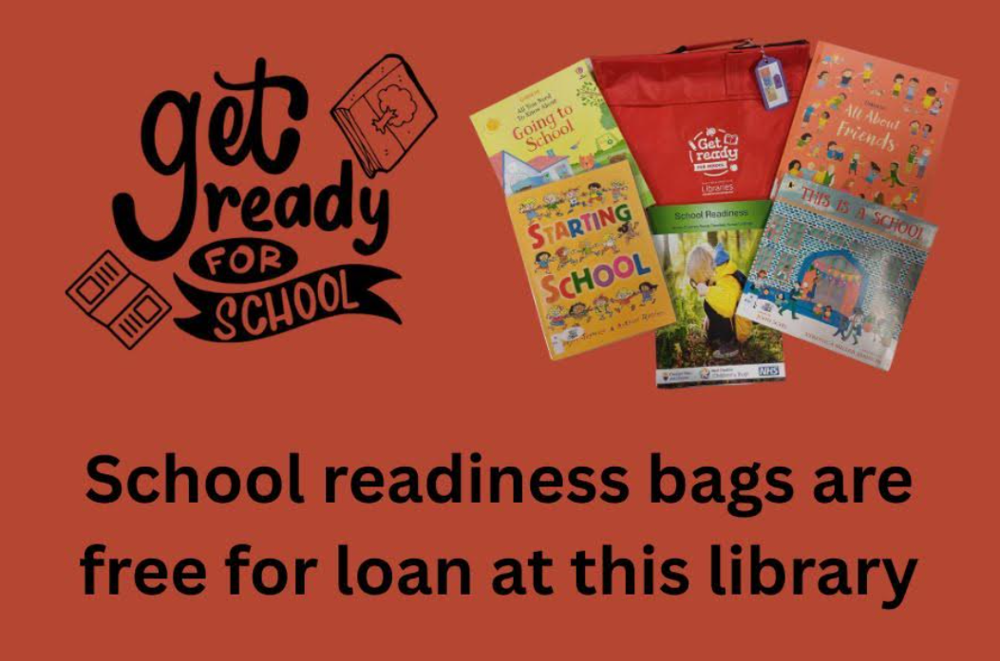 get
ready
FOR
SCHOOL
All You Need
To Know About
Going to
School
STARTING
SCHOOL
Get
ready
FOR SCHOOL
Libraries
School Readiness
NHS
All About
Friends
THIS IS A SCHOOL
School readiness bags are
free for loan at this library